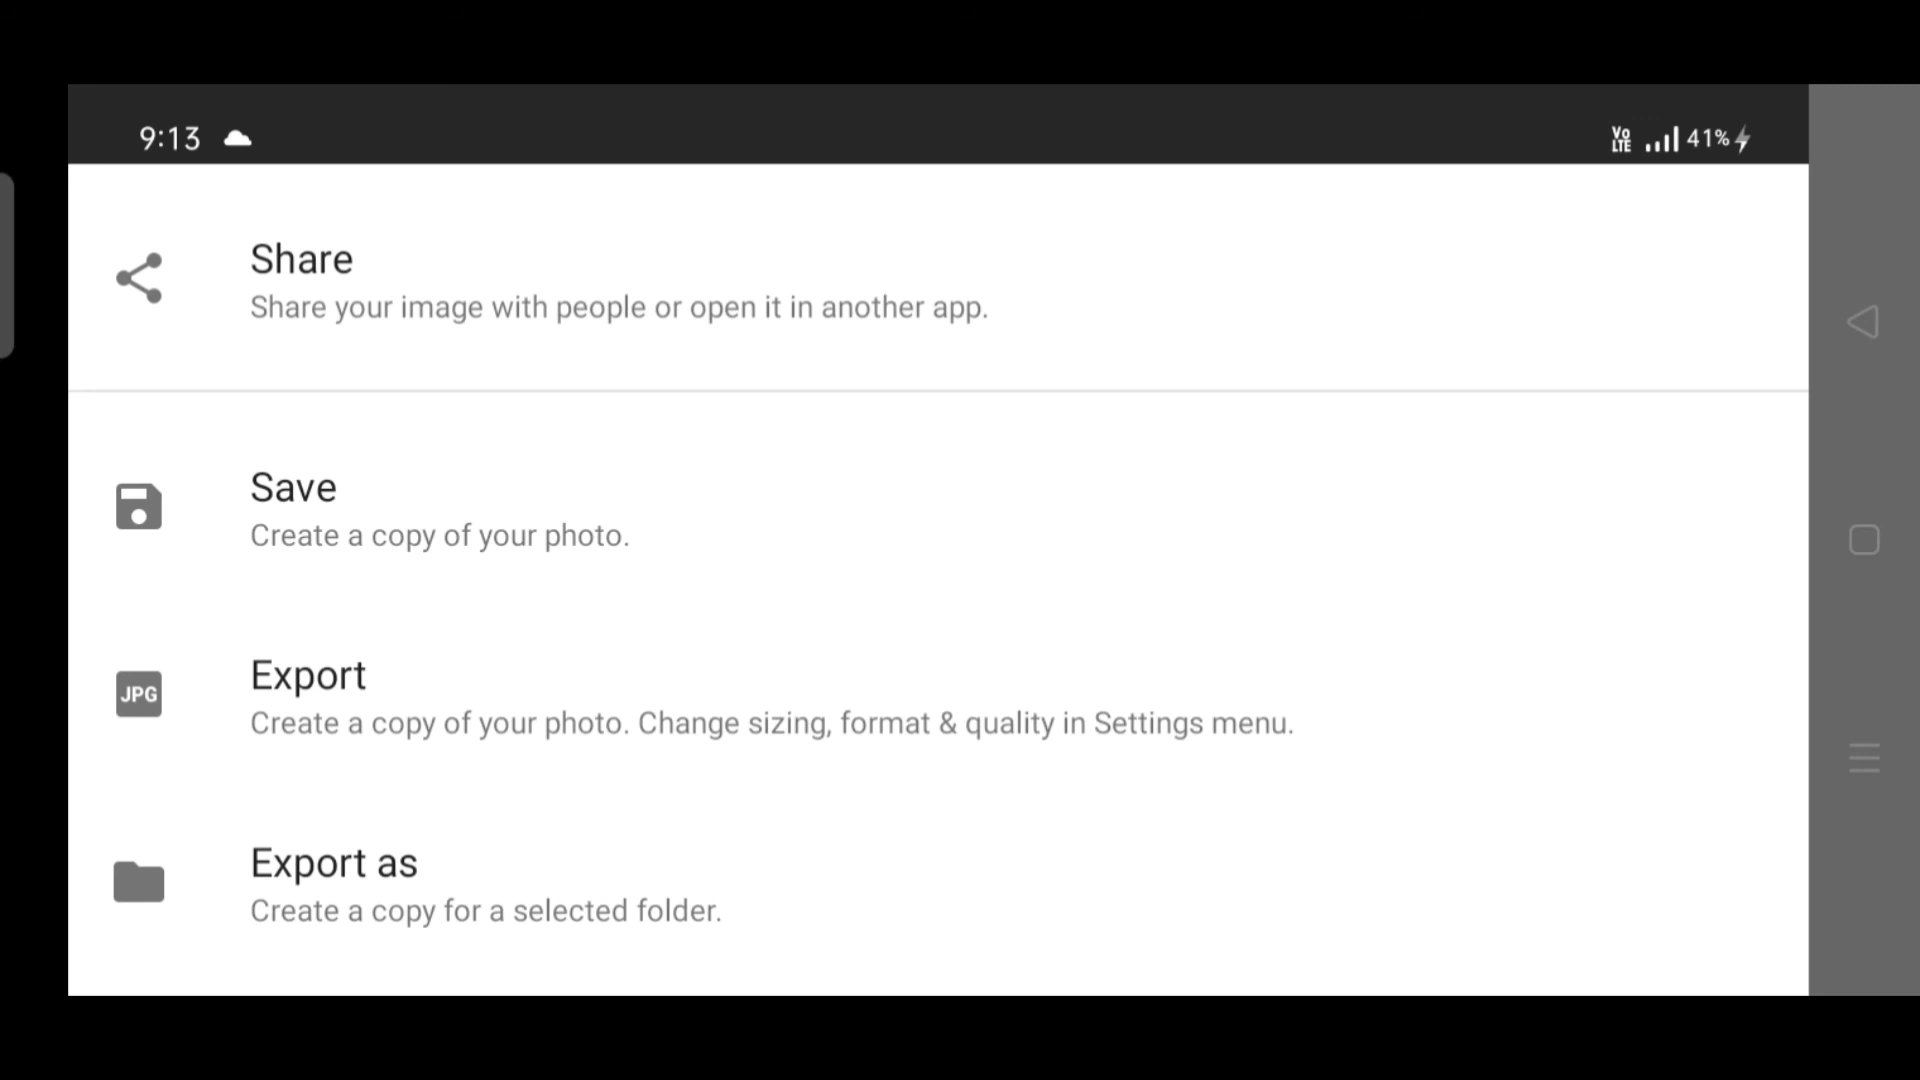 9:13
Vo LTE 41%
Share
Share your image with people or open it in another app.
Save
Create a copy of your photo.
JPG
Export
Create a copy of your photo. Change sizing, format & quality in Settings menu.
Export as
Create a copy for a selected folder.